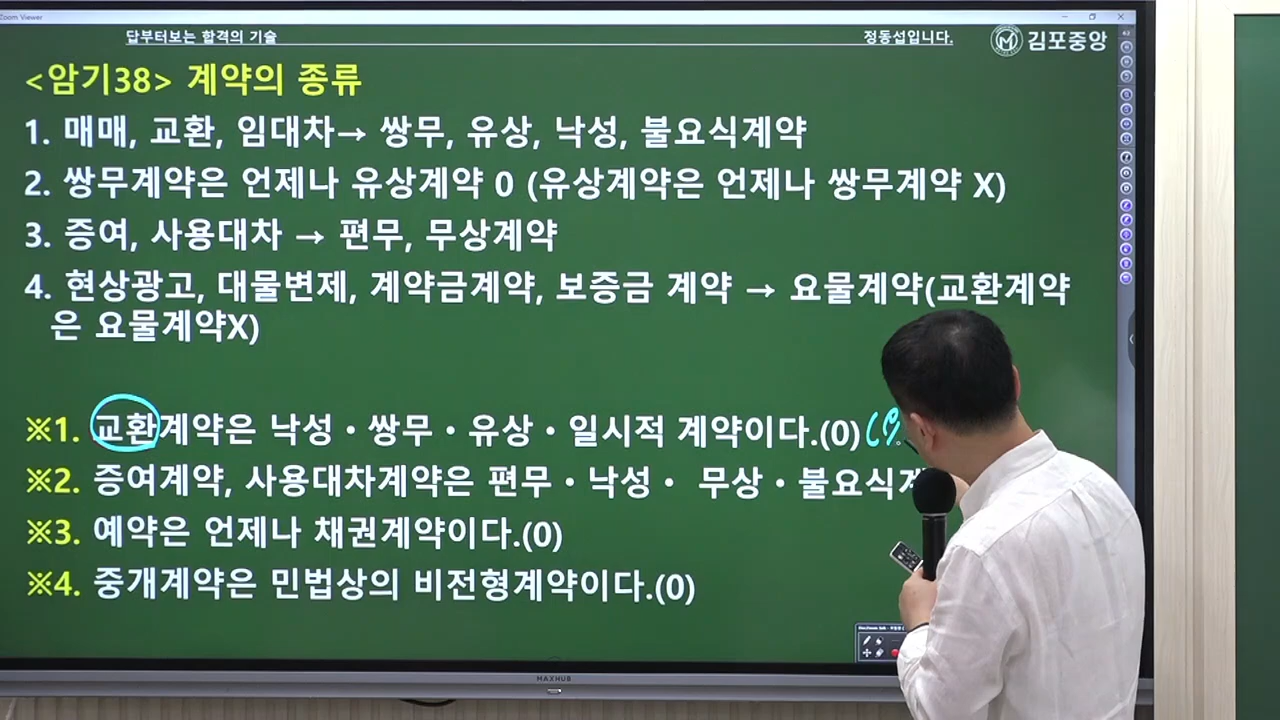 Zoom Viewer
답부터보는 합격의 기술
정동섭입니다.
김포중앙
<암기38> 계약의 종류
1. 매매, 교환, 임대차→ 쌍무, 유상, 낙성, 불요식계약
2. 쌍무계약은 언제나 유상계약 0 (유상계약은 언제나 쌍무계약 X)
3. 증여, 사용대차 → 편무, 무상계약
4. 현상광고, 대물변제, 계약금계약, 보증금 계약 → 요물계약(교환계약
은 요물계약X)
※1. 교환계약은 낙성・쌍무・유상・일시적 계약이다.(0)
※2. 증여계약, 사용대차계약은 편무・낙성・ 무상・불요식
※3. 예약은 언제나 채권계약이다.(0)
※4. 중개계약은 민법상의 비전형계약이다.(0)
MAXHUB